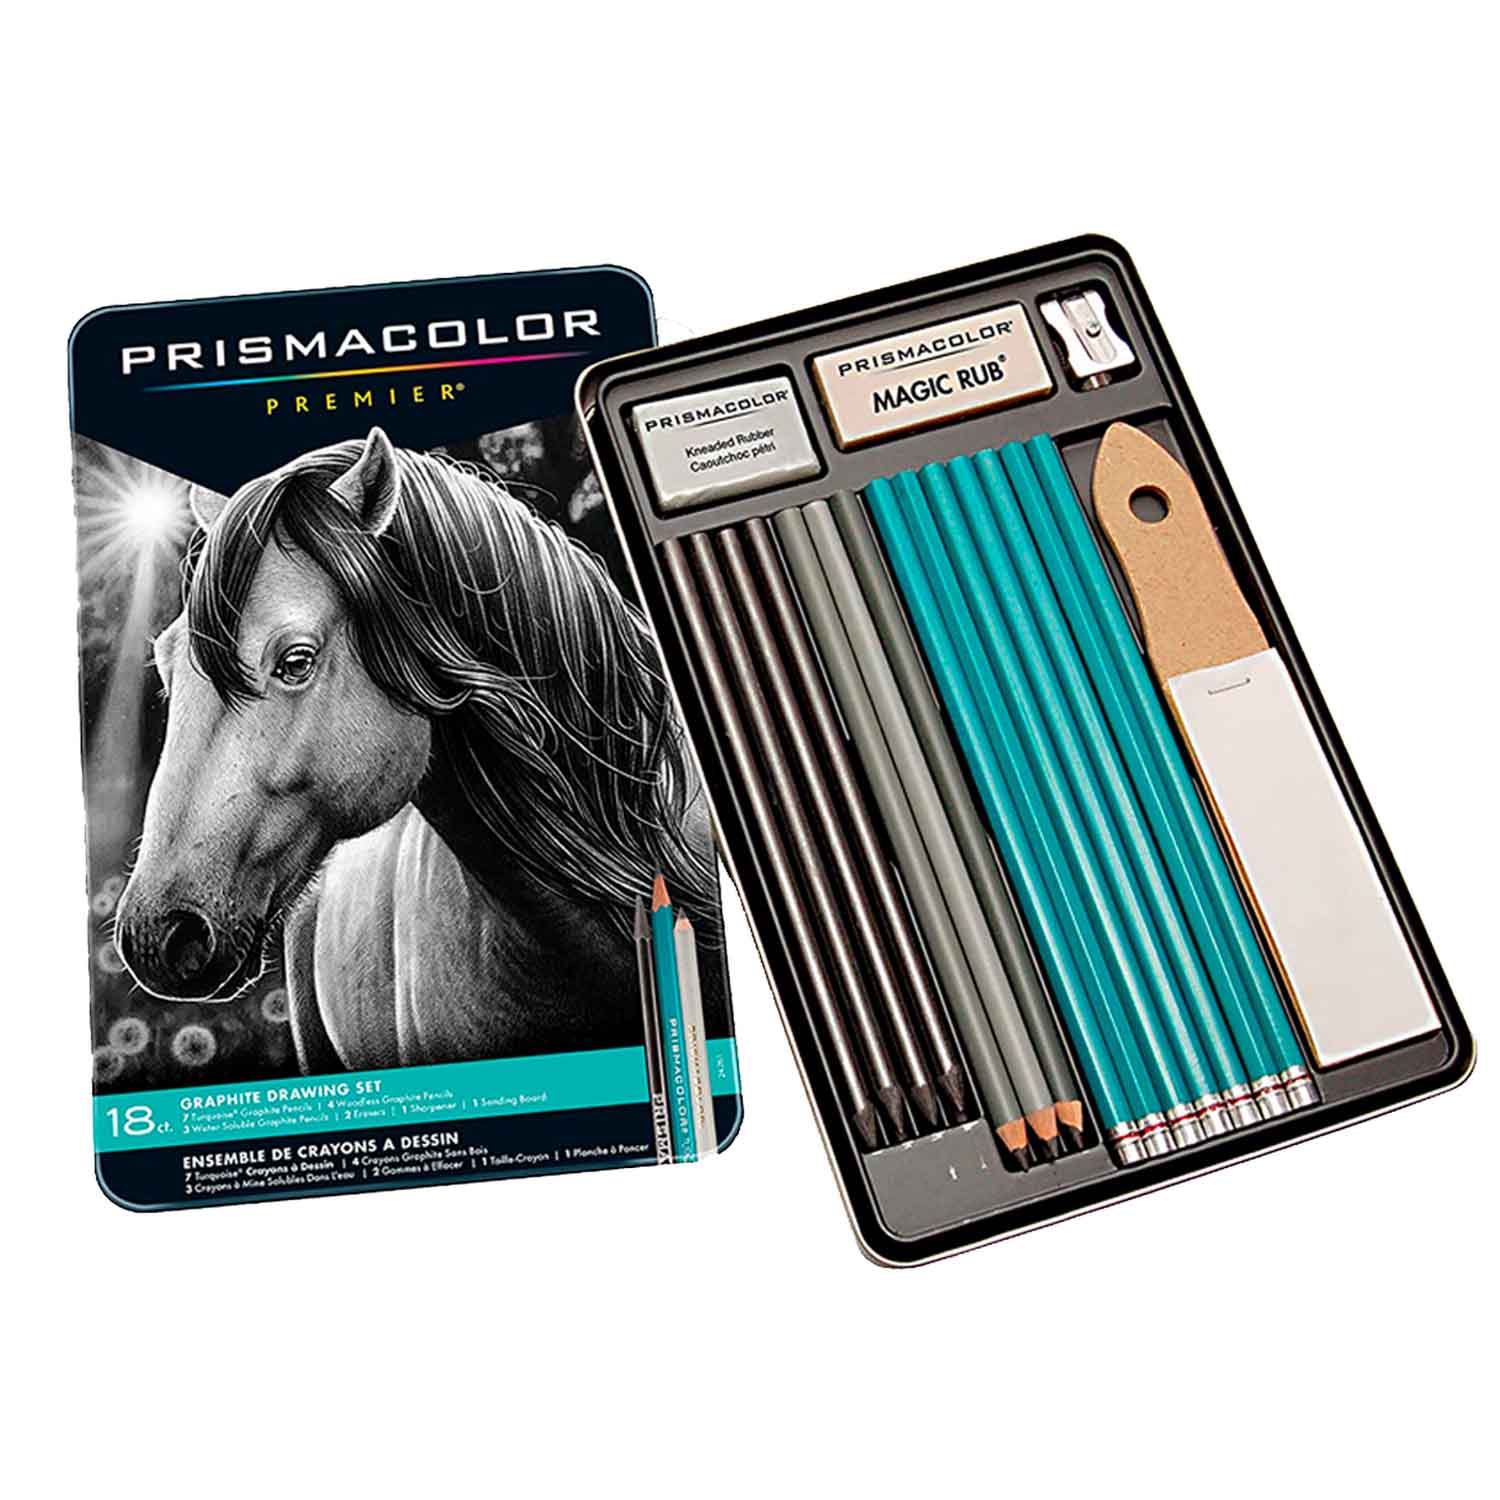 PRISMACOLOR
PREMIER®
18 ct.
GRAPHITE DRAWING SET
7 Turquoise® Graphite Pencils | 4 Woodless Graphite Pencils
3 Water Soluble Graphite Pencils | 2 Erasers | 1 Sharpener | 1 Sanding Board
ENSEMBLE DE CRAYONS A DESSIN
7 Turquoise® Crayons à Dessin | 4 Crayons Graphite Sans Bois
3 Crayons à Mine Solubles Dans L'eau | 2 Gommes à Effacer | 1 Taille-Crayon | 1 Planche à Poncer
PRISMA
PRISMACOLOR
PRISMACOLOR®
Kneaded Rubber
Caoutchoc pétri
PRISMACOLOR®
MAGIC RUB®